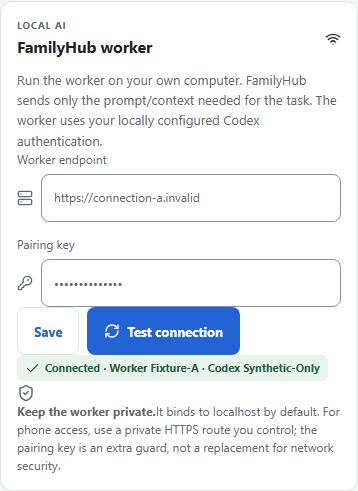 LOCAL AI
FamilyHub worker
Run the worker on your own computer. FamilyHub
sends only the prompt/context needed for the task. The
worker uses your locally configured Codex
authentication.
Worker endpoint
https://connection-a.invalid
Pairing key
••••••••••••••
Save
Test connection
Connected · Worker Fixture-A · Codex Synthetic-Only
Keep the worker private.It binds to localhost by default. For
phone access, use a private HTTPS route you control; the
pairing key is an extra guard, not a replacement for network
security.